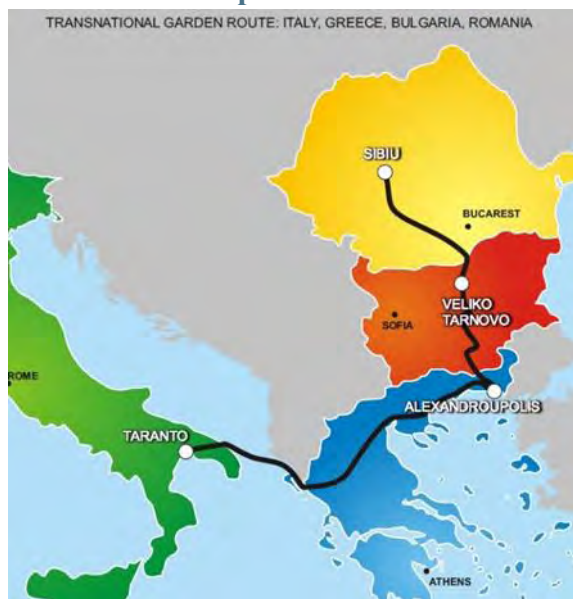 TRANSNATIONAL GARDEN ROUTE: ITALY, GREECE, BULGARIA, ROMANIA
SIBIU
BUCAREST
VELIKO
TARNOVO
SOFIA
ROME
ALEXANDROUPOLIS
TARANTO
ATHENS